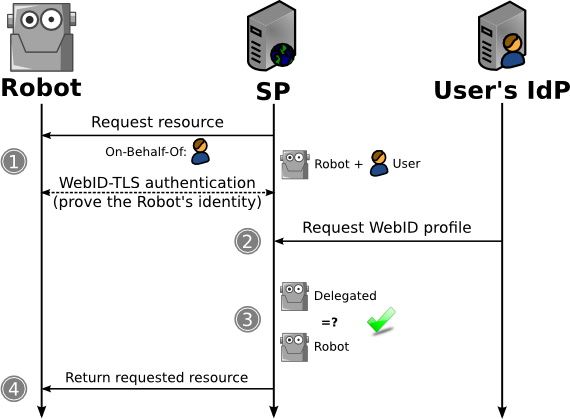 Robot
SP
User's IdP
Request resource
On-Behalf-Of:
1
Robot + User
WebID-TLS authentication
(prove the Robot's identity)
Request WebID profile
2
Delegated
=?
3
Robot
Return requested resource
4